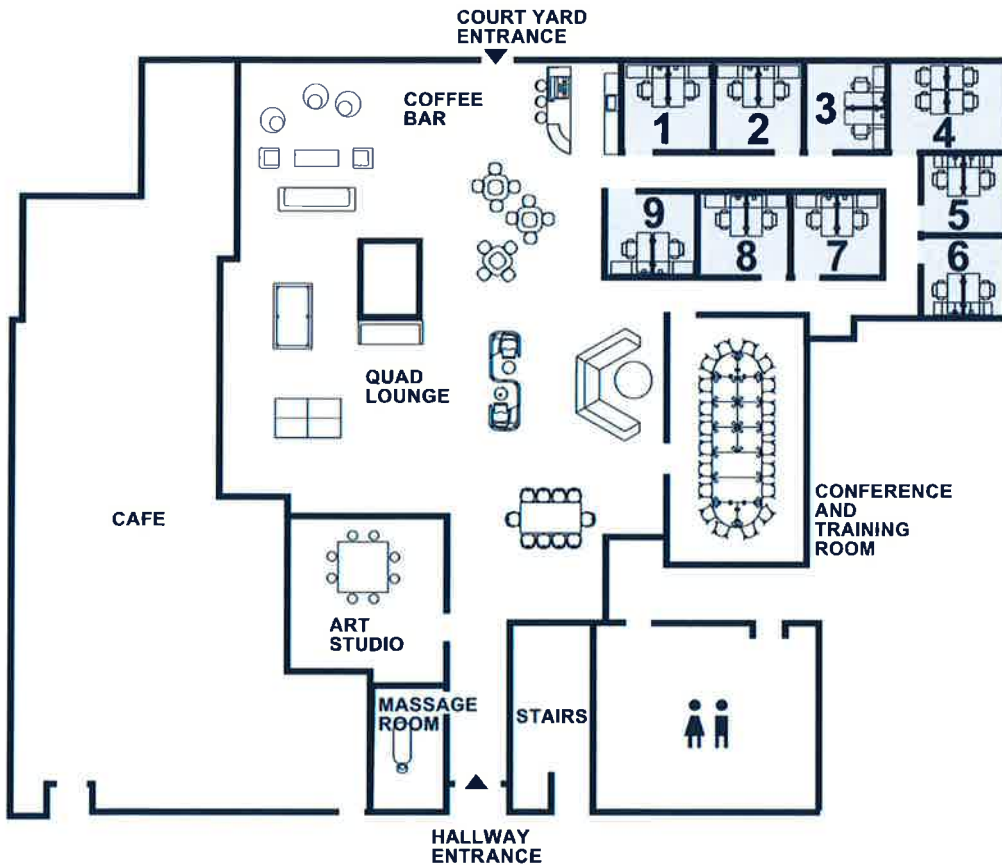 COURT YARD
ENTRANCE
COFFEE
BAR
1
2
3
4
5
6
9
8
7
QUAD
LOUNGE
CAFE
CONFERENCE
AND
TRAINING
ROOM
ART
STUDIO
MASSAGE
ROOM
STAIRS
HALLWAY
ENTRANCE